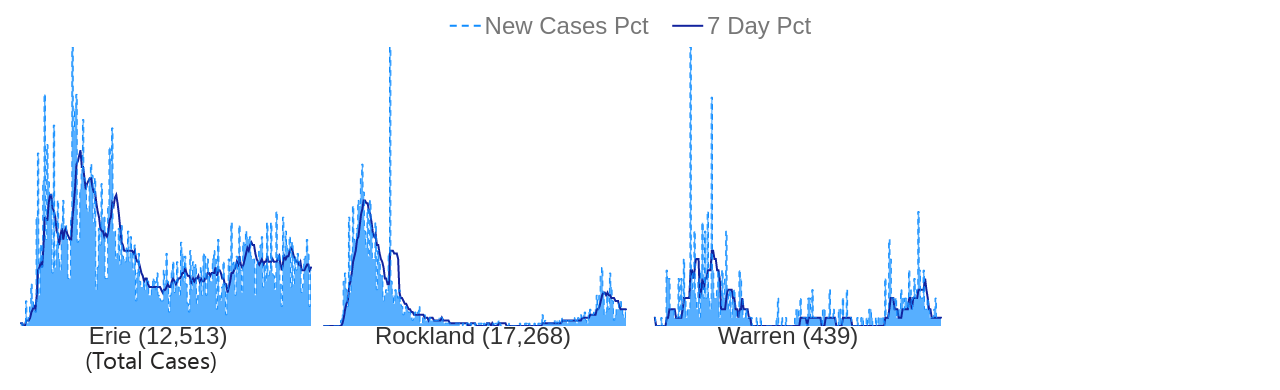 New Cases Pct 7 Day Pct
Erie (12,513) Rockland (17,268) Warren (439)
(Total Cases)